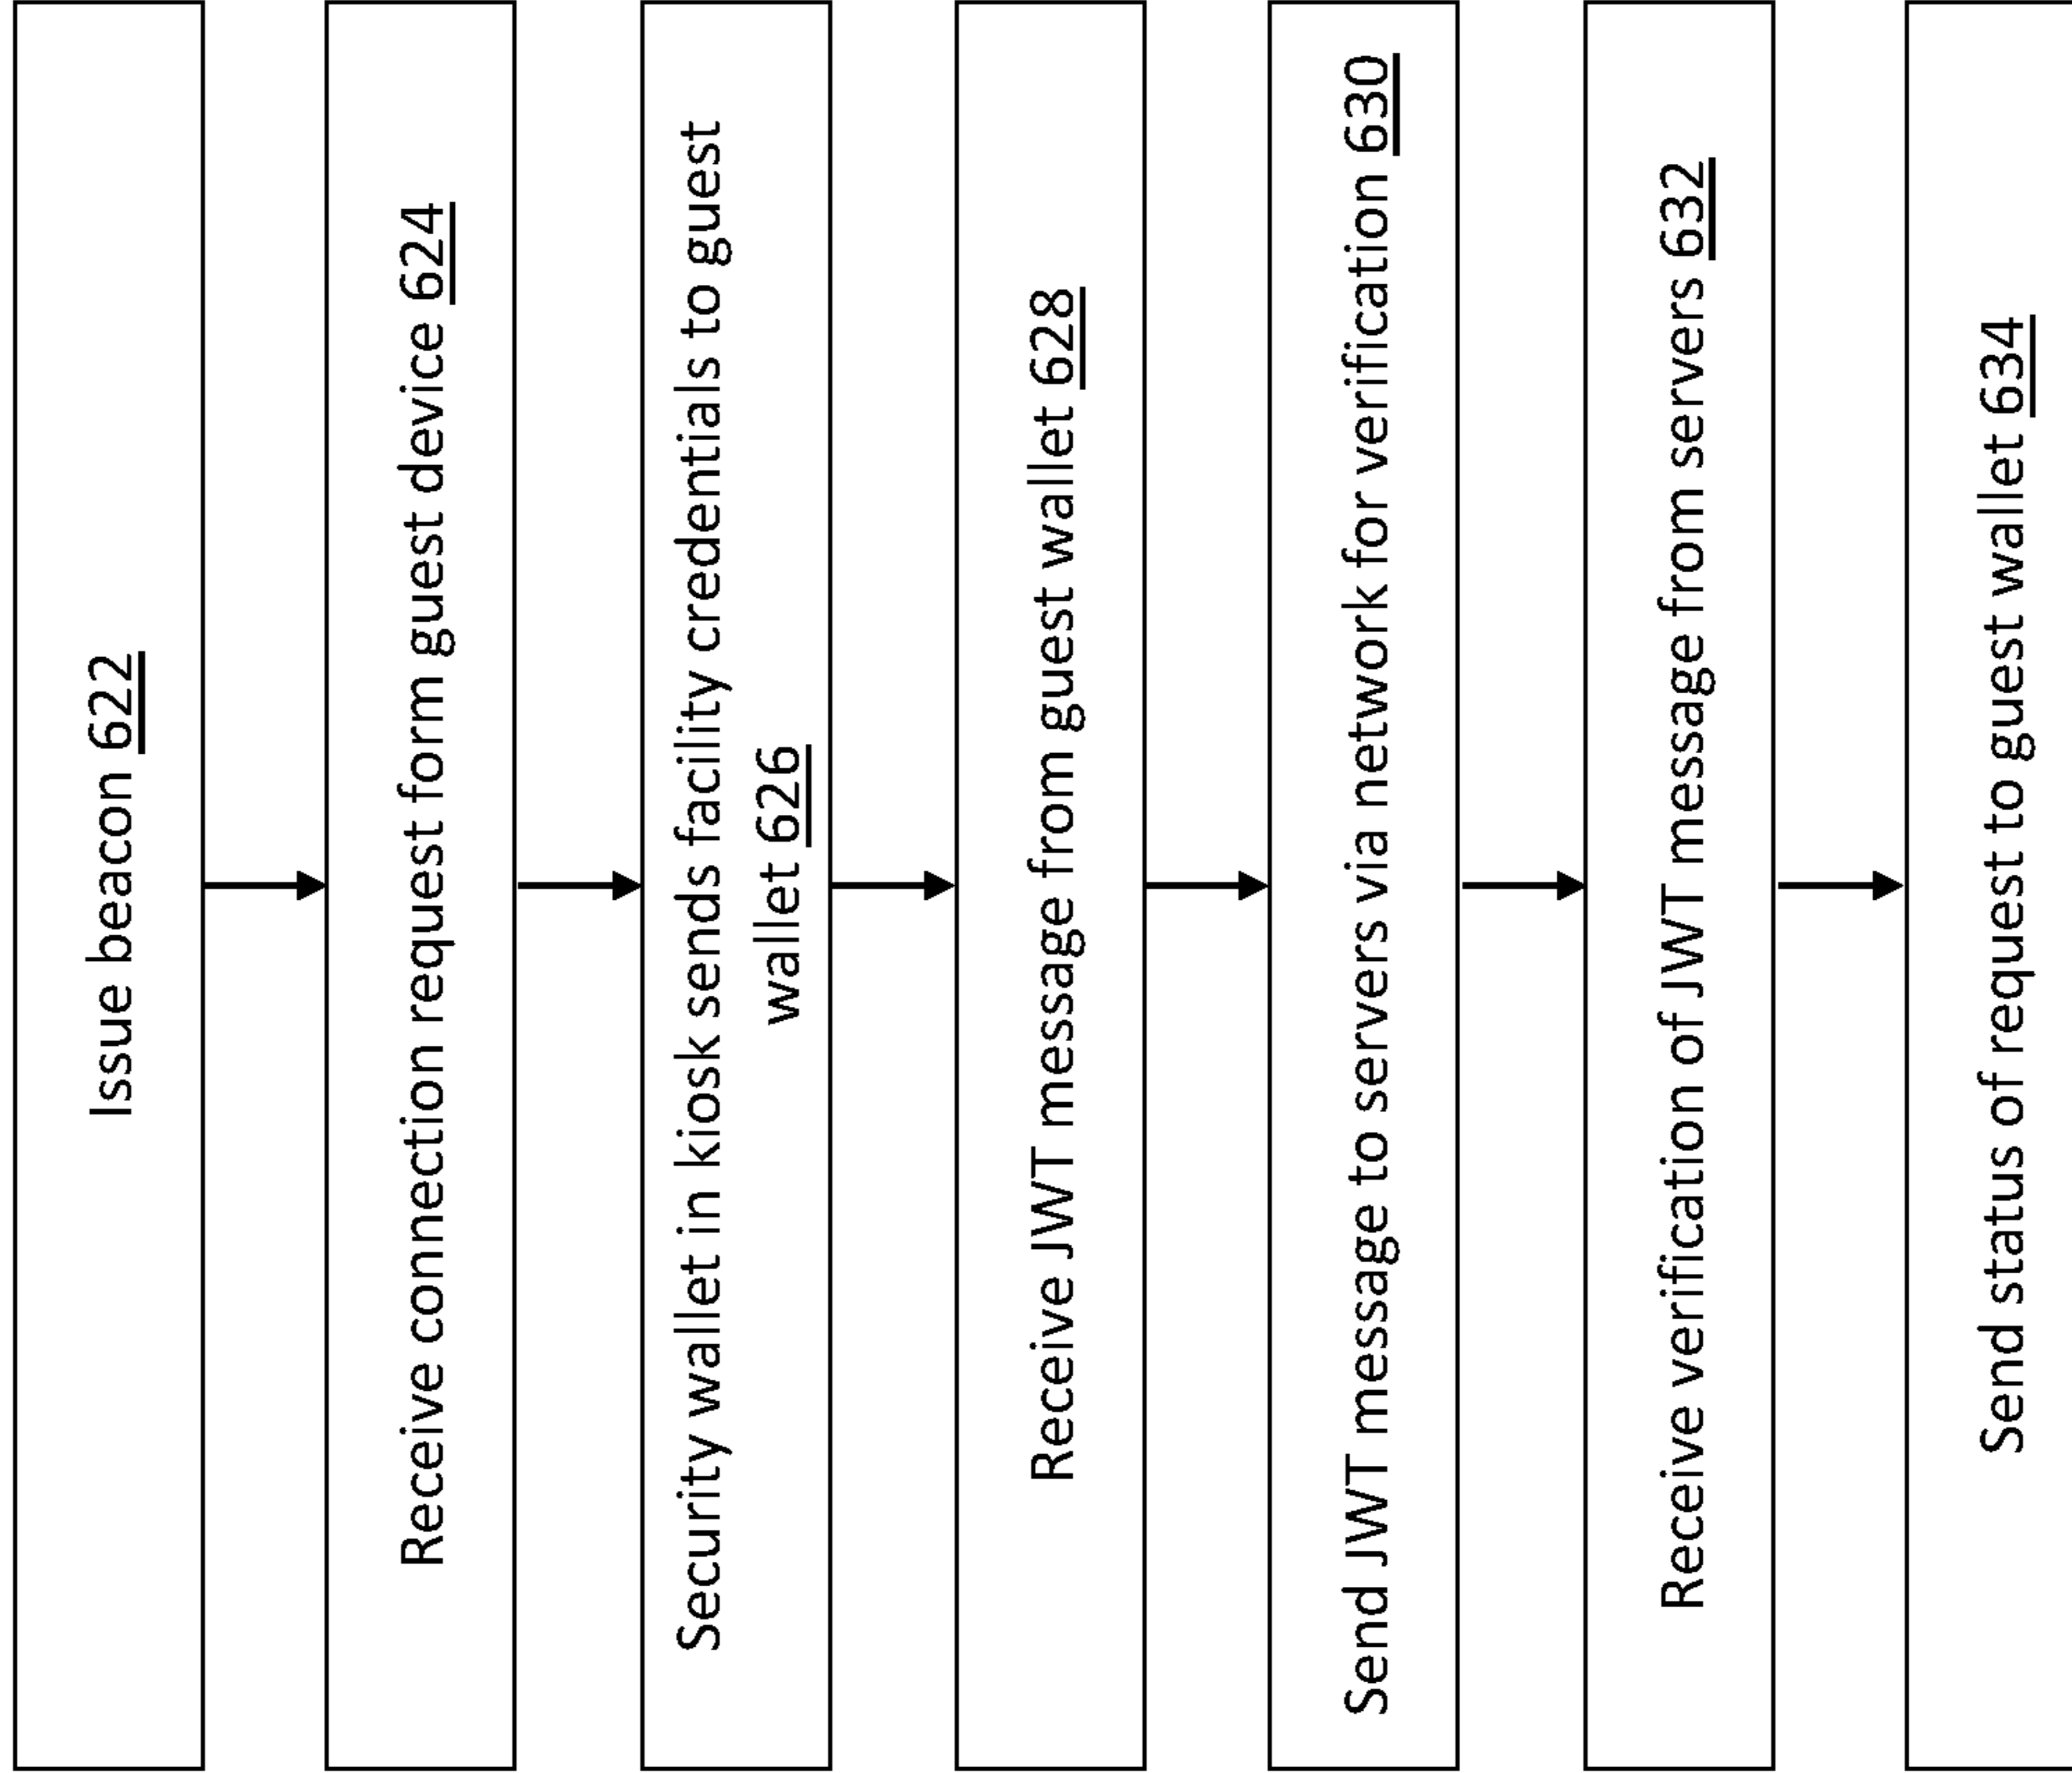 Issue beacon 622
Receive connection request form guest device 624
Security wallet in kiosk sends facility credentials to guest
wallet 626
Receive JWT message from guest wallet 628
Send JWT message to servers via network for verification 630
Receive verification of JWT message from servers 632
Send status of request to guest wallet 634